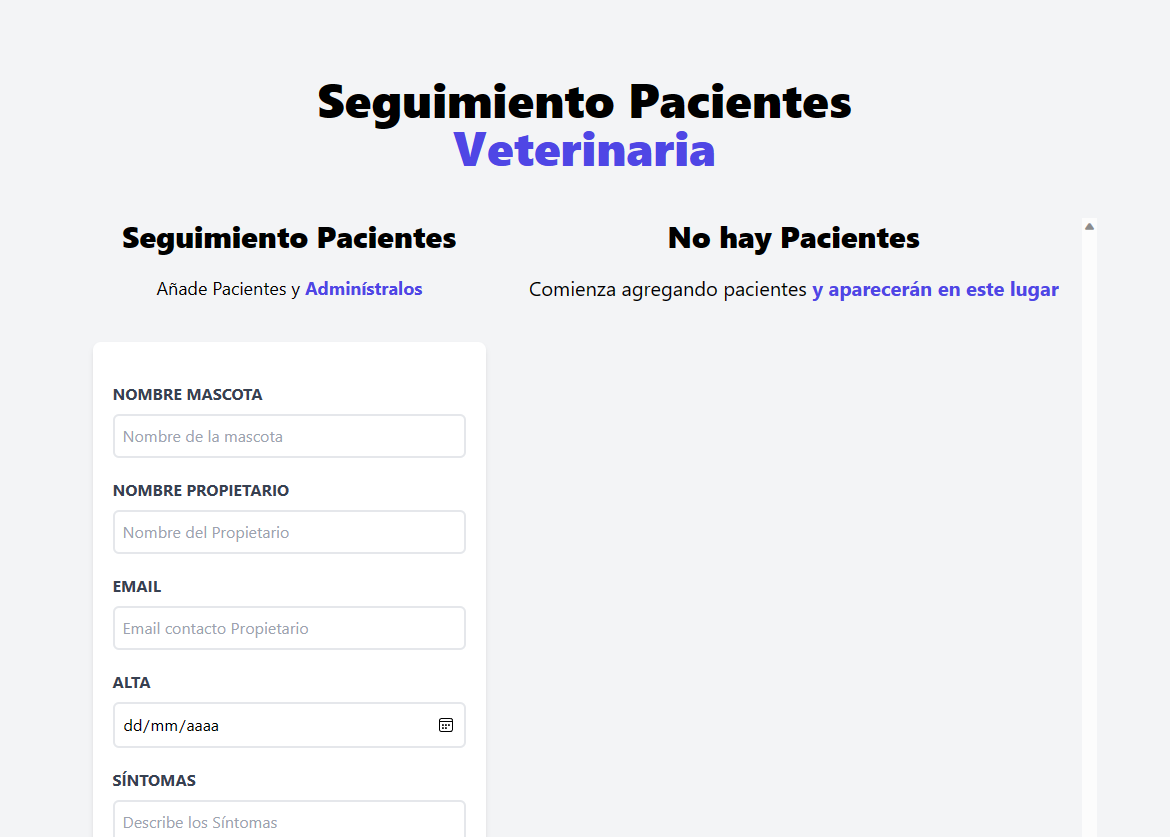 Seguimiento Pacientes
Veterinaria
Seguimiento Pacientes
Añade Pacientes y Adminístralos
NOMBRE MASCOTA
Nombre de la mascota
NOMBRE PROPIETARIO
Nombre del Propietario
EMAIL
Email contacto Propietario
ALTA
dd/mm/aaaa
SÍNTOMAS
Describe los Síntomas
No hay Pacientes
Comienza agregando pacientes y aparecerán en este lugar